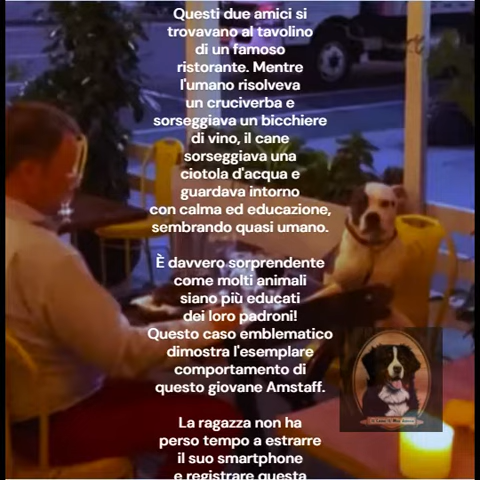 Questi due amici si
trovavano al tavolino
di un famoso
ristorante. Mentre
l'umano risolveva
un cruciverba e
sorseggiava un bicchiere
di vino, il cane
sorseggiava una
ciotola d'acqua e
guardava intorno
con calma ed educazione,
sembrando quasi umano.
È davvero sorprendente
come molti animali
siano più educati
dei loro padroni!
Questo caso emblematico
dimostra l'esemplare
comportamento di
questo giovane Amstaff.
La ragazza non ha
perso tempo a estrarre
il suo smartphone
e registrare questa